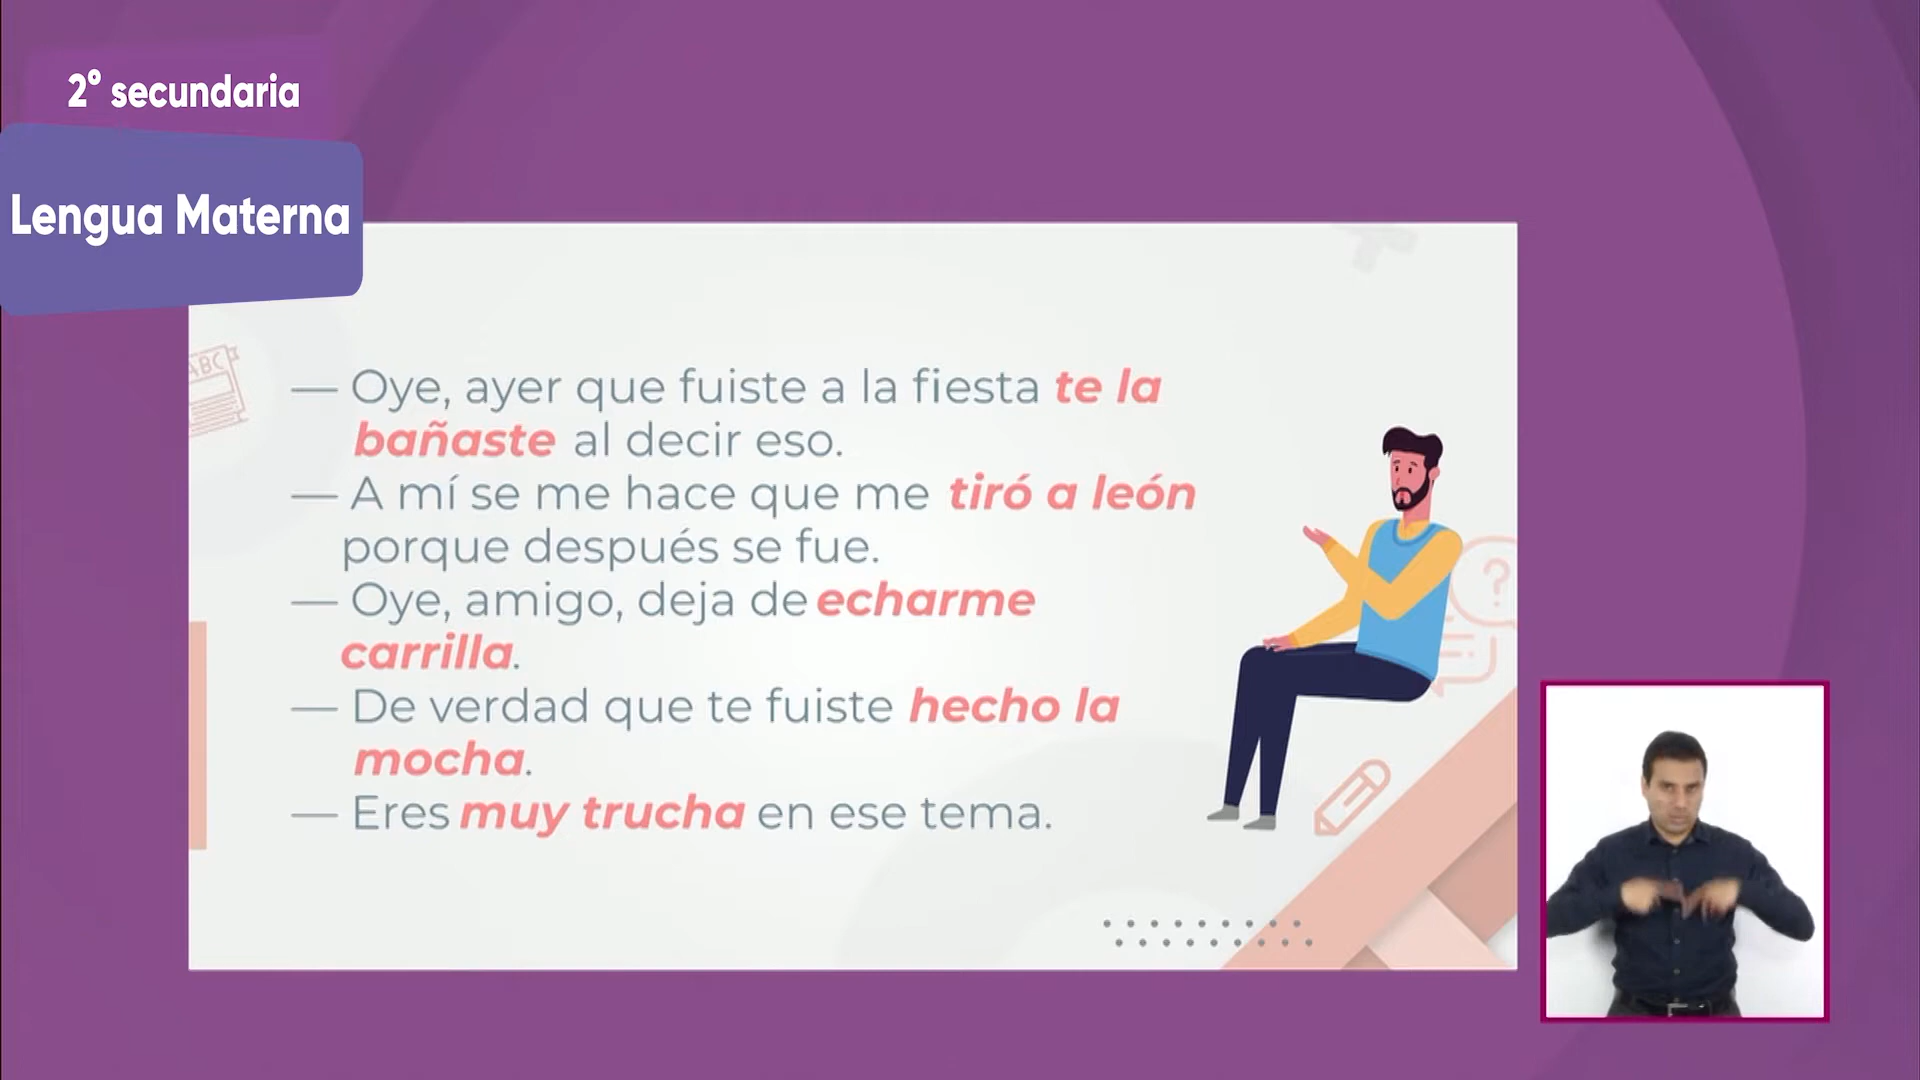 2° secundaria
Lengua Materna
ABC
— Oye, ayer que fuiste a la fiesta te la
bañaste al decir eso.
— A mí se me hace que me tiró a león
porque después se fue.
— Oye, amigo, deja de echarme
carrilla.
— De verdad que te fuiste hecho la
mocha.
— Eres muy trucha en ese tema.
?